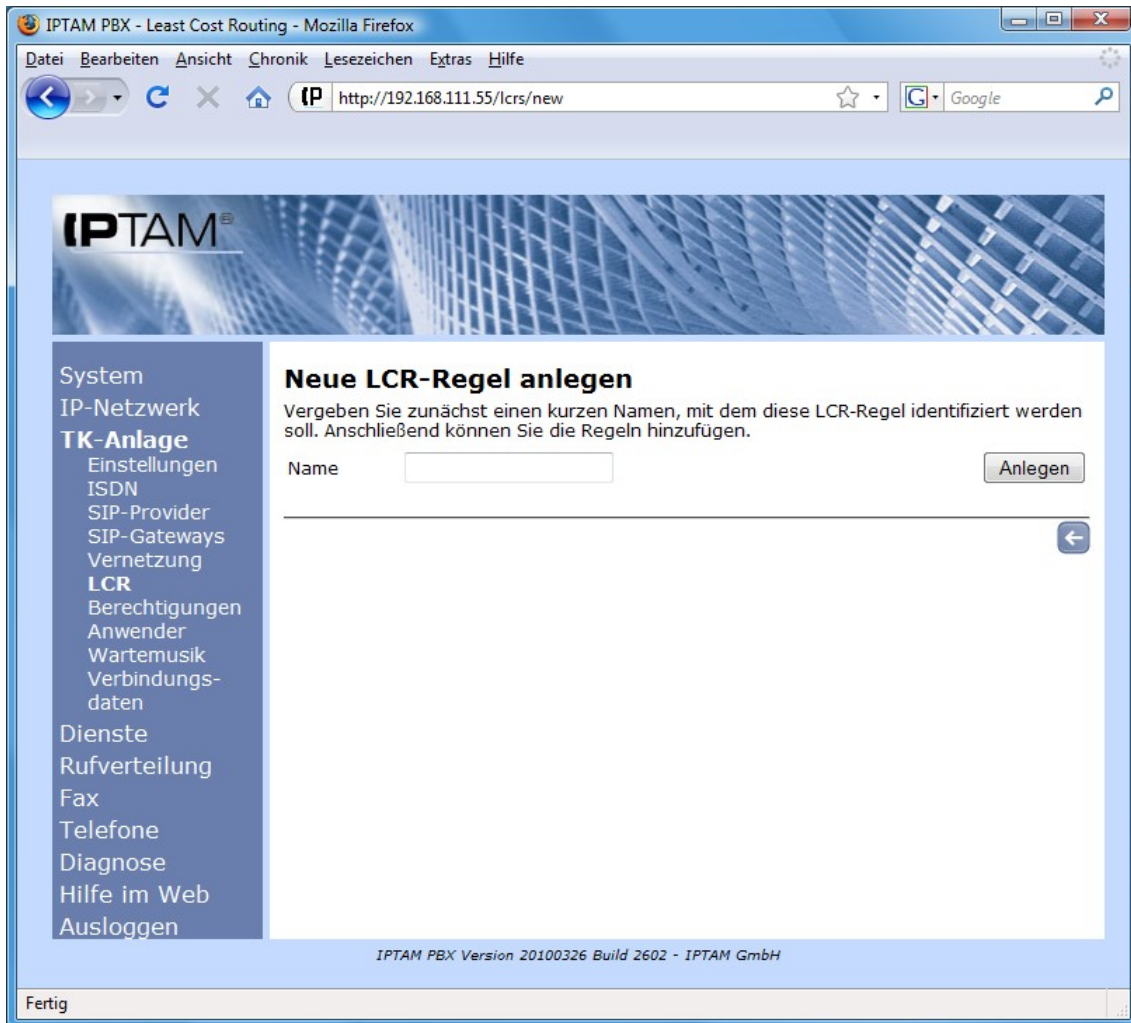 IPTAM PBX - Least Cost Routing - Mozilla Firefox
Datei Bearbeiten Ansicht Chronik Lesezeichen Extras Hilfe
http://192.168.111.55/lcrs/new
Google
IPTAM®
System
IP-Netzwerk
TK-Anlage
Einstellungen
ISDN
SIP-Provider
SIP-Gateways
Vernetzung
LCR
Berechtigungen
Anwender
Wartemusik
Verbindungs-
daten
Dienste
Rufverteilung
Fax
Telefone
Diagnose
Hilfe im Web
Ausloggen
Neue LCR-Regel anlegen
Vergeben Sie zunächst einen kurzen Namen, mit dem diese LCR-Regel identifiziert werden
soll. Anschließend können Sie die Regeln hinzufügen.
Name
Anlegen
IPTAM PBX Version 20100326 Build 2602 - IPTAM GmbH
Fertig